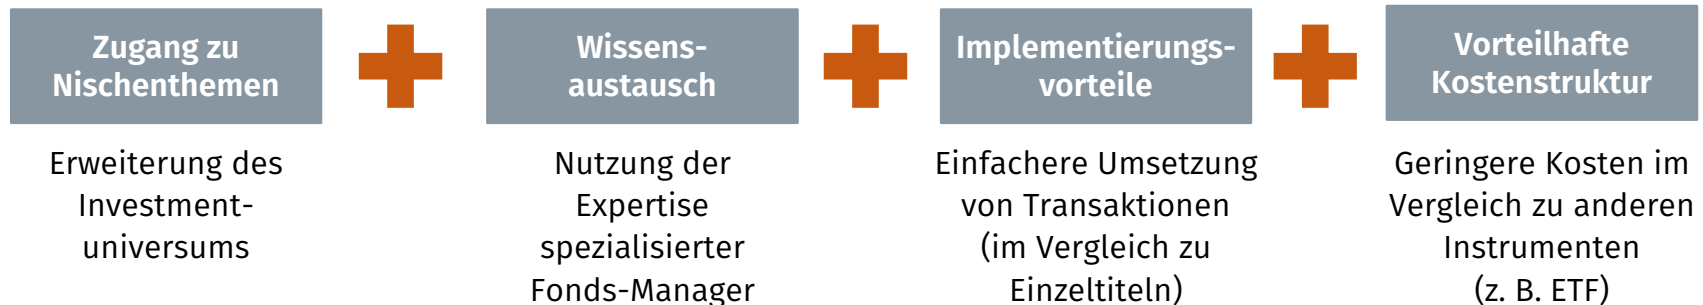 Zugang zu
Nischenthemen
Erweiterung des
Investment-
universums
Wissens-
austausch
Nutzung der
Expertise
spezialisierter
Fonds-Manager
Implementierungs-
vorteile
Einfachere Umsetzung
von Transaktionen
(im Vergleich zu
Einzeltiteln)
Vorteilhafte
Kostenstruktur
Geringere Kosten im
Vergleich zu anderen
Instrumenten
(z. B. ETF)